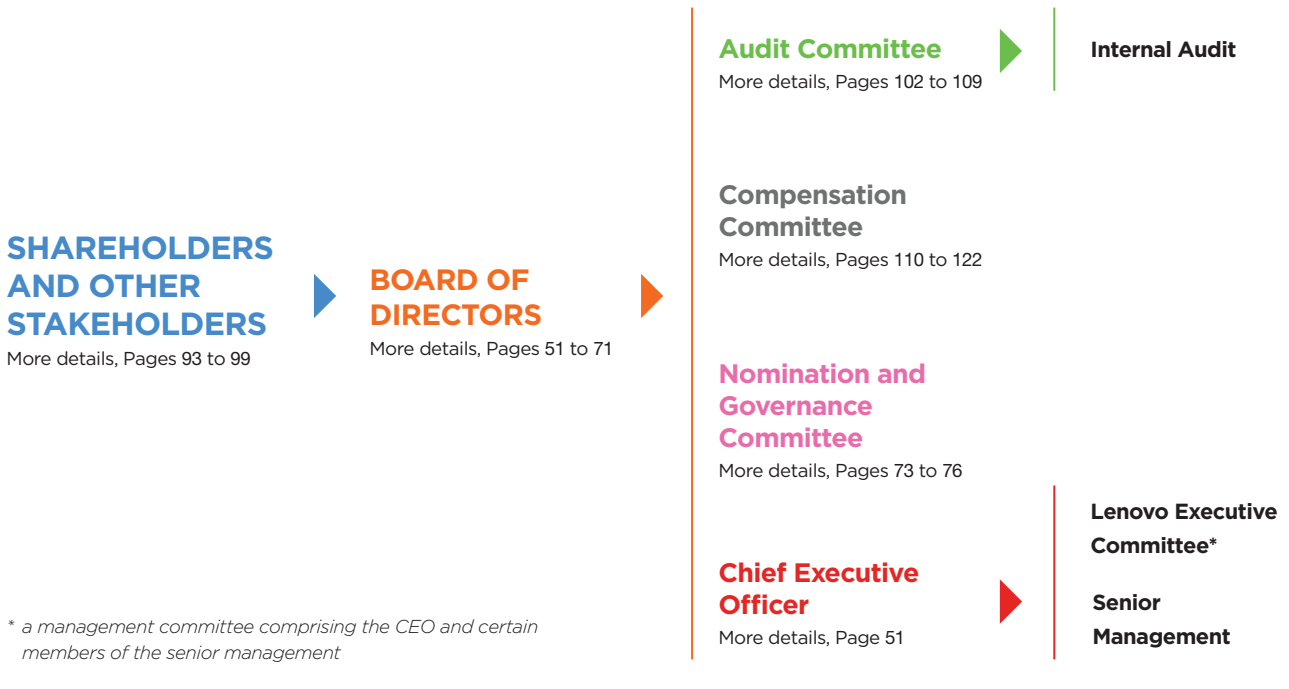 SHAREHOLDERS
AND OTHER
STAKEHOLDERS
More details, Pages 93 to 99
BOARD OF
DIRECTORS
More details, Pages 51 to 71
Audit Committee
More details, Pages 102 to 109
Internal Audit
Compensation
Committee
More details, Pages 110 to 122
Nomination and
Governance
Committee
More details, Pages 73 to 76
Chief Executive
Officer
More details, Page 51
Lenovo Executive
Committee*
Senior
Management
* a management committee comprising the CEO and certain
members of the senior management